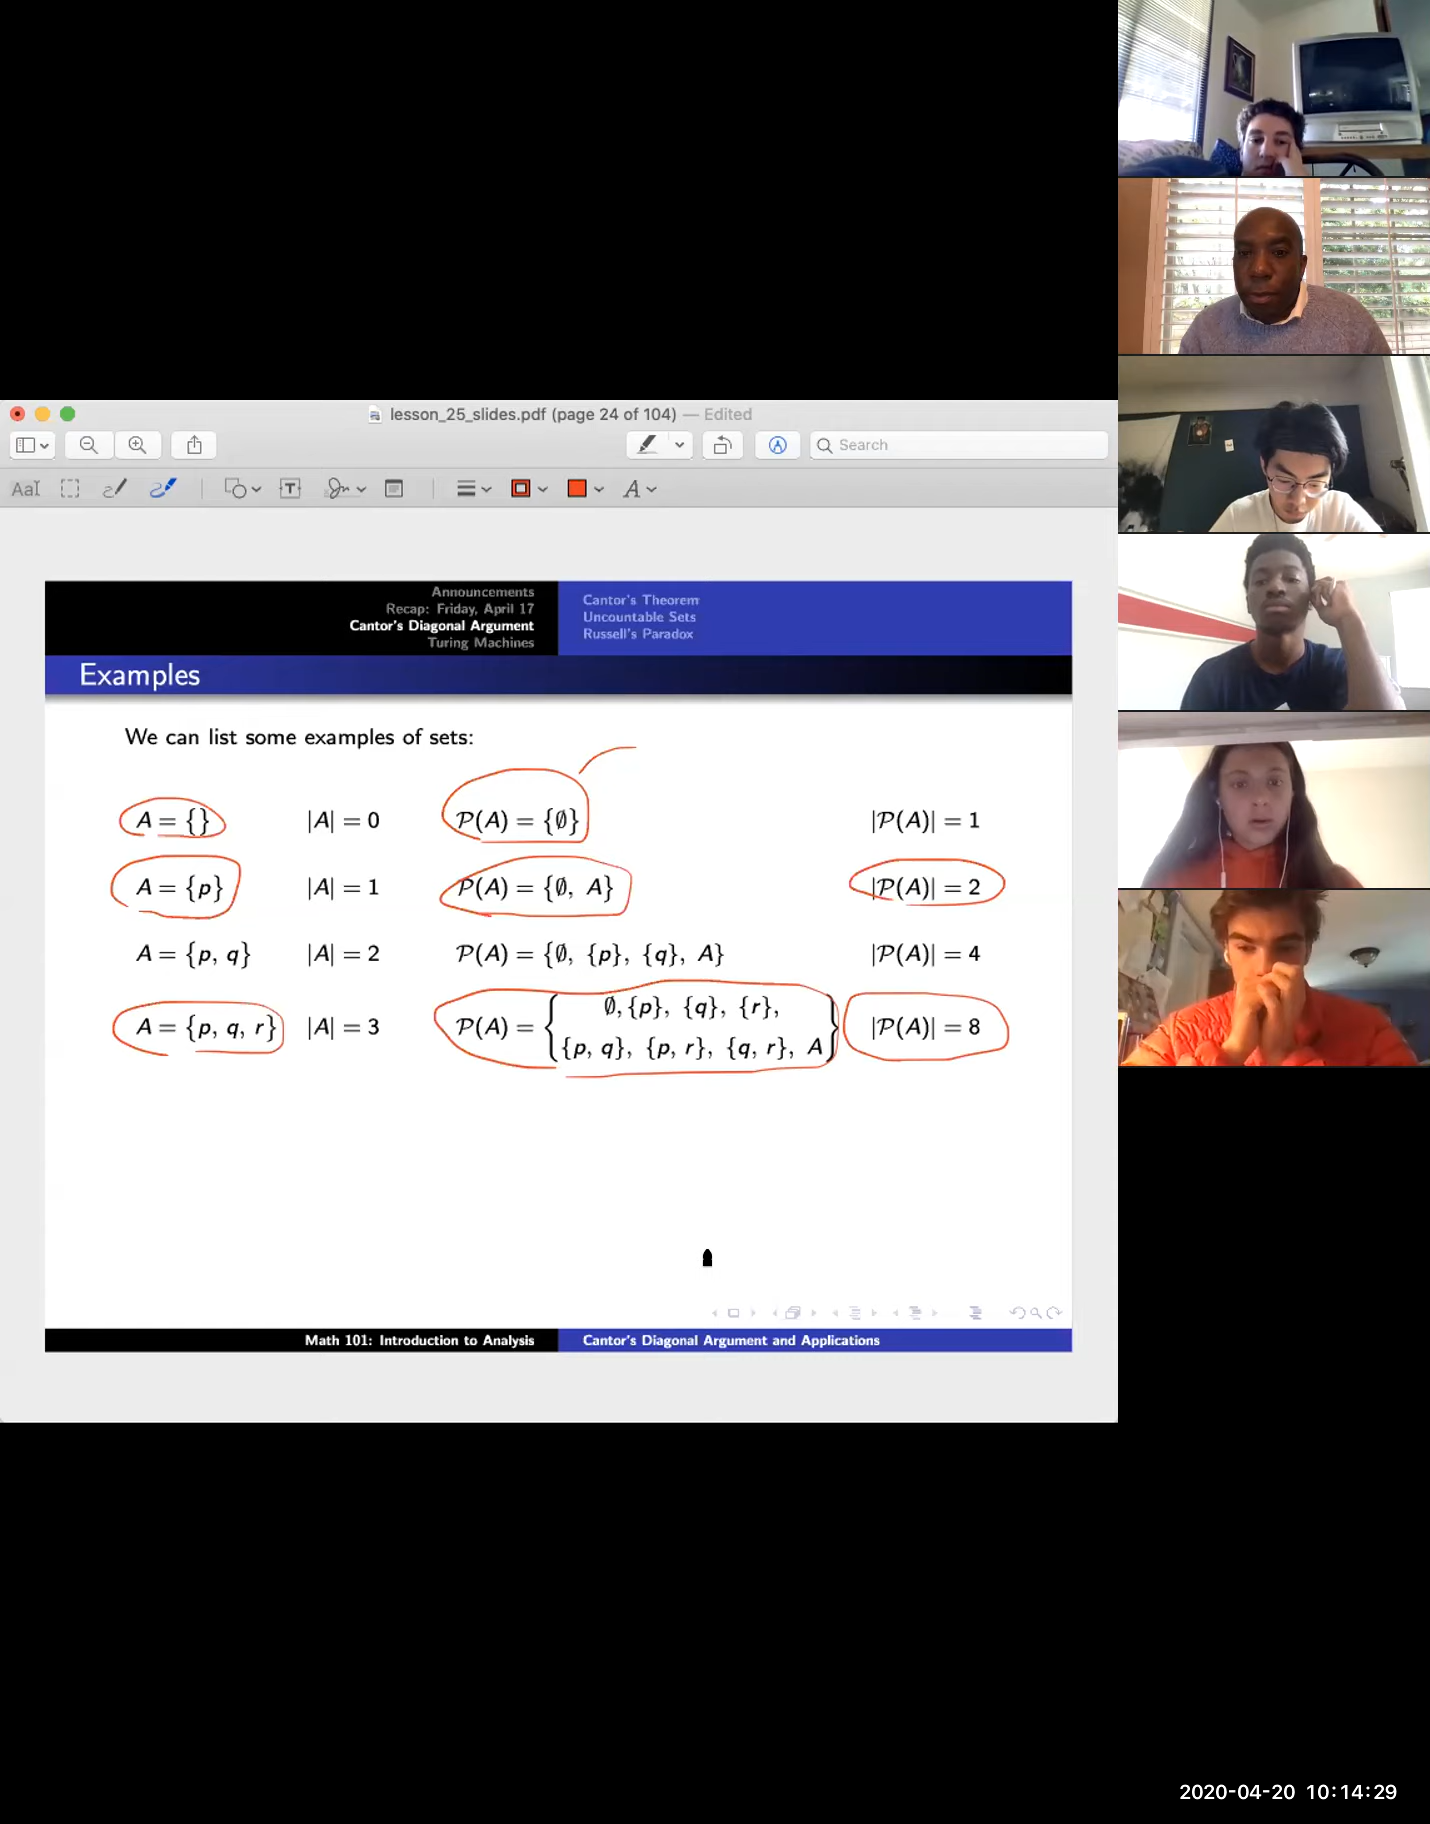 lesson_25_slides.pdf (page 24 of 104) — Edited
Search
AaI
T
A
Announcements
Recap: Friday, April 17
Cantor's Diagonal Argument
Turing Machines
Cantor's Theorem
Uncountable Sets
Russell's Paradox
Examples
We can list some examples of sets:
A = {} |A| = 0 𝒫(A) = {∅} |𝒫(A)| = 1
A = {p} |A| = 1 𝒫(A) = {∅, A} |𝒫(A)| = 2
A = {p, q} |A| = 2 𝒫(A) = {∅, {p}, {q}, A} |𝒫(A)| = 4
A = {p, q, r} |A| = 3 𝒫(A) = { ∅, {p}, {q}, {r},
{p, q}, {p, r}, {q, r}, A } |𝒫(A)| = 8
Math 101: Introduction to Analysis
Cantor's Diagonal Argument and Applications
2020-04-20 10:14:29